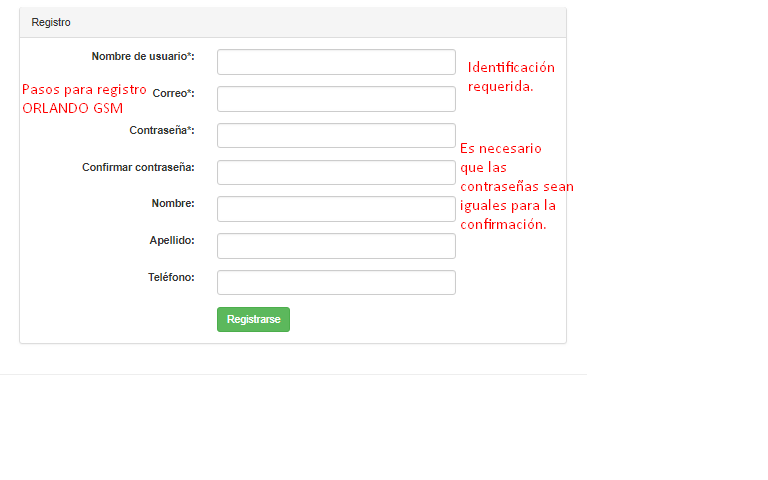 Registro
Nombre de usuario*:
Identificación
requerida.
Pasos para registro
ORLANDO GSM
Correo*:
Contraseña*:
Es necesario
que las
contraseñas sean
iguales para la
confirmación.
Confirmar contraseña:
Nombre:
Apellido:
Teléfono:
Registrarse